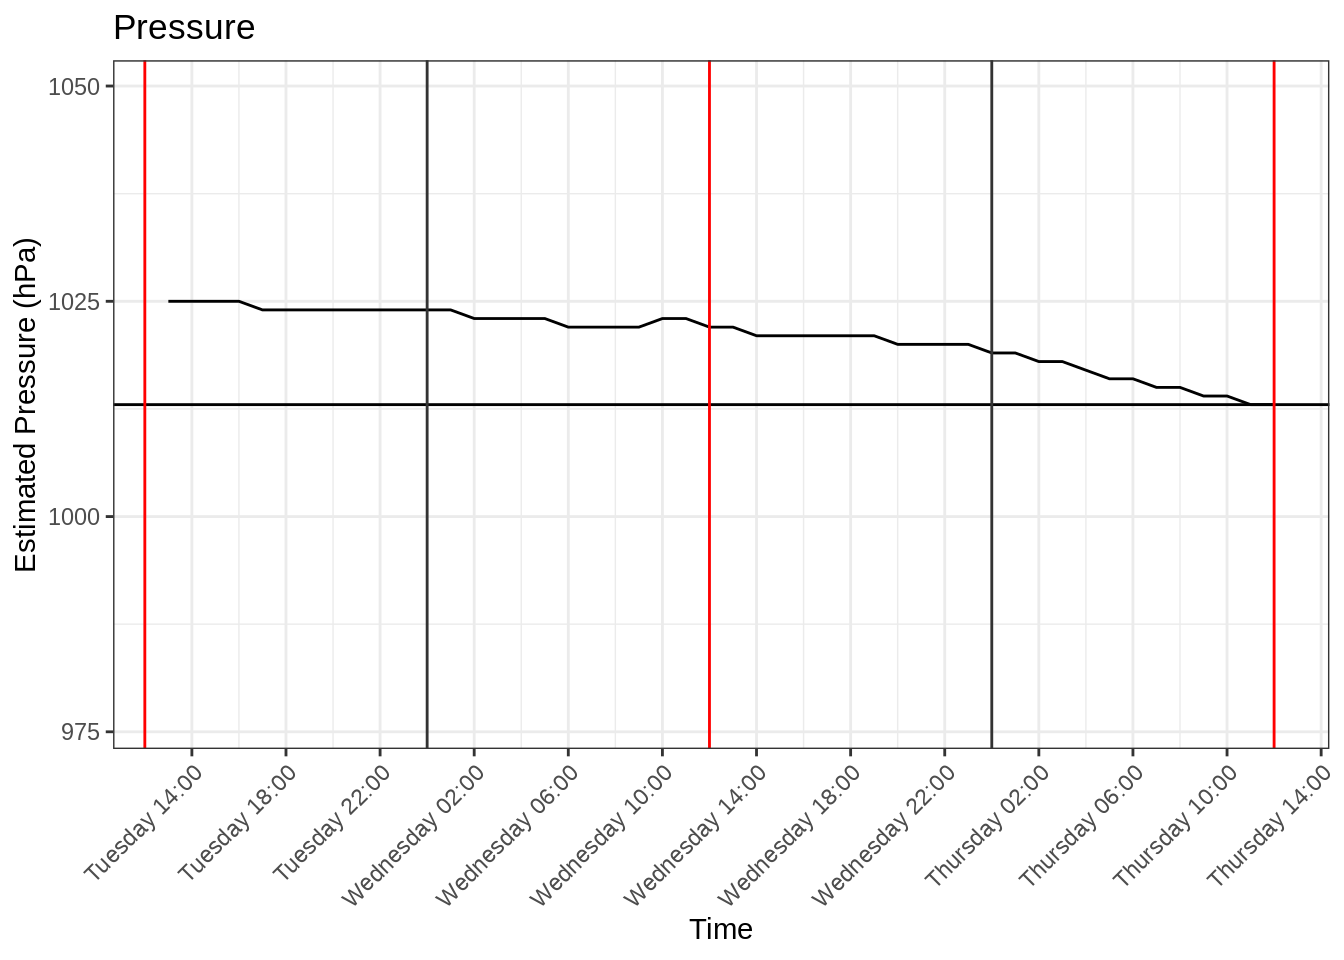 Pressure
Estimated Pressure (hPa)
1050
1025
1000
975
Tuesday 14:00
Tuesday 18:00
Tuesday 22:00
Wednesday 02:00
Wednesday 06:00
Wednesday 10:00
Wednesday 14:00
Wednesday 18:00
Wednesday 22:00
Thursday 02:00
Thursday 06:00
Thursday 10:00
Thursday 14:00
Time